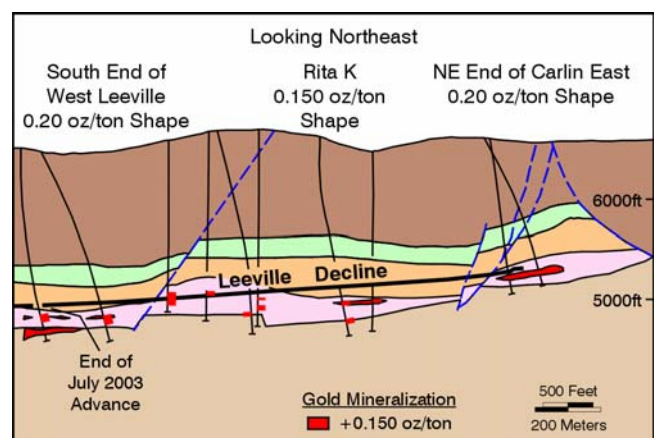 Looking Northeast
South End of
West Leeville
0.20 oz/ton Shape
Rita K
0.150 oz/ton
Shape
NE End of Carlin East
0.20 oz/ton Shape
6000ft
Leeville Decline
5000ft
End of
July 2003
Advance
Gold Mineralization
+0.150 oz/ton
500 Feet
200 Meters